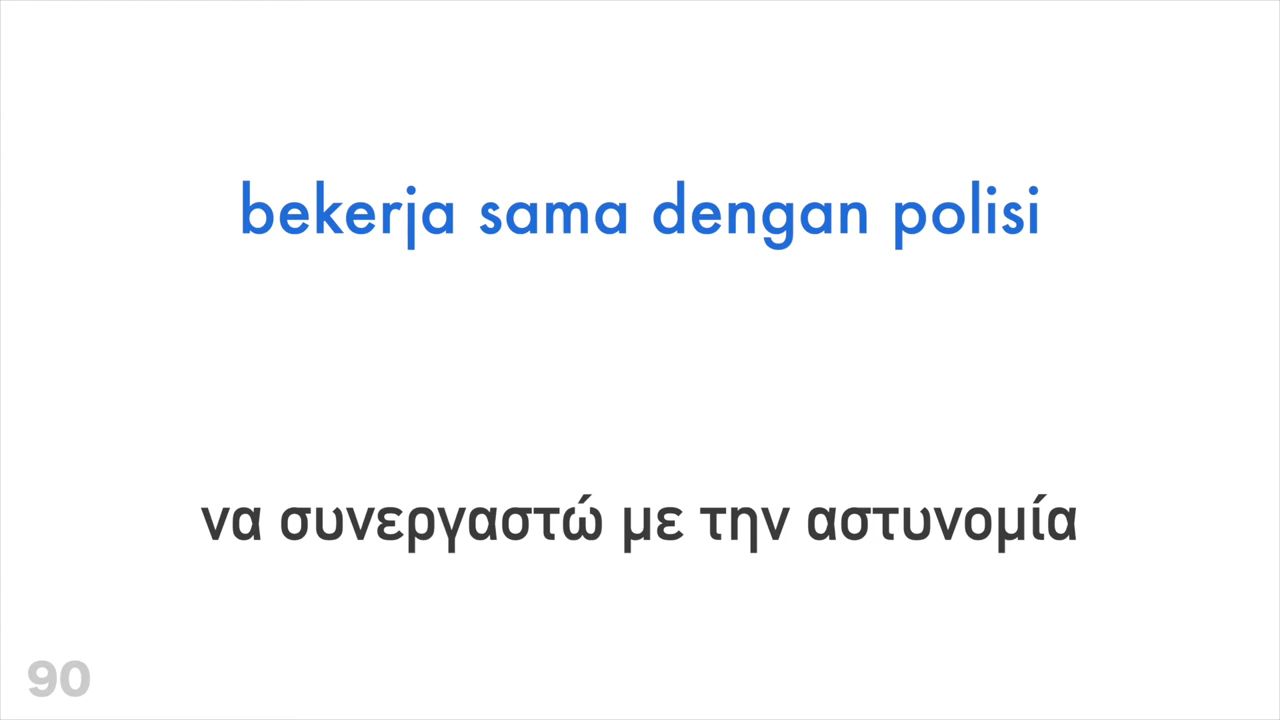 bekerja sama dengan polisi
να συνεργαστώ με την αστυνομία
90